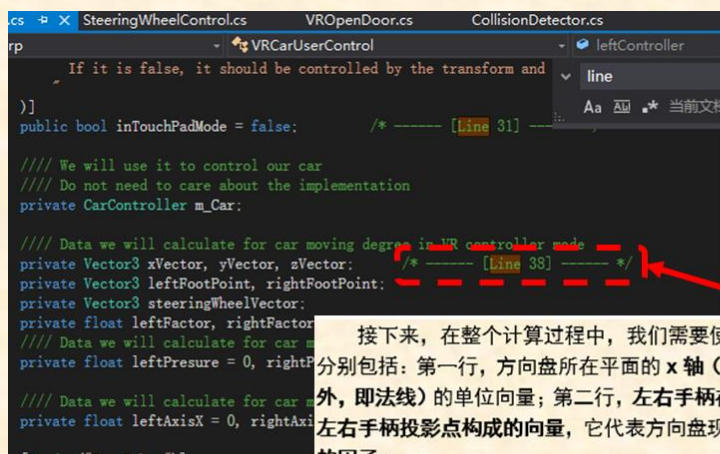 .cs SteeringWheelControl.cs VROpenDoor.cs CollisionDetector.cs
rp VRCarUserControl leftController
If it is false, it should be controlled by the transform and
line
)]
Aa Ab| .* 当前文档
public bool inTouchPadMode = false; /* ------ [Line 31] ----
//// We will use it to control our car
//// Do not need to care about the implementation
private CarController m_Car;
//// Data we will calculate for car moving degree in VR controller mode
private Vector3 xVector, yVector, zVector; /* ------ [Line 38] ------ */
private Vector3 leftFootPoint, rightFootPoint;
private Vector3 steeringWheelVector;
private float leftFactor, rightFactor
//// Data we will calculate for car m
private float leftPresure = 0, rightP
//// Data we will calculate for car m
private float leftAxisX = 0, rightAxi
接下来，在整个计算过程中，我们需要使
分别包括：第一行，方向盘所在平面的 x 轴（
外，即法线）的单位向量；第二行，左右手柄在
左右手柄投影点构成的向量，它代表方向盘现